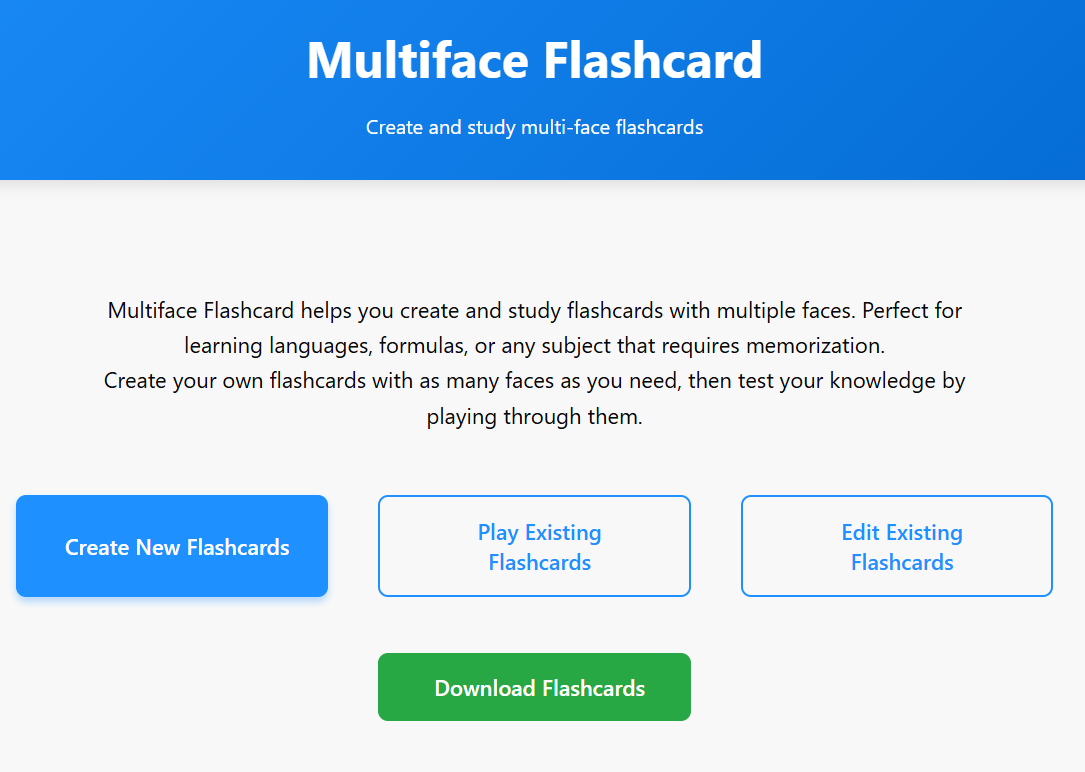 Multiface Flashcard
Create and study multi-face flashcards
Multiface Flashcard helps you create and study flashcards with multiple faces. Perfect for
learning languages, formulas, or any subject that requires memorization.
Create your own flashcards with as many faces as you need, then test your knowledge by
playing through them.
Create New Flashcards
Play Existing
Flashcards
Edit Existing
Flashcards
Download Flashcards